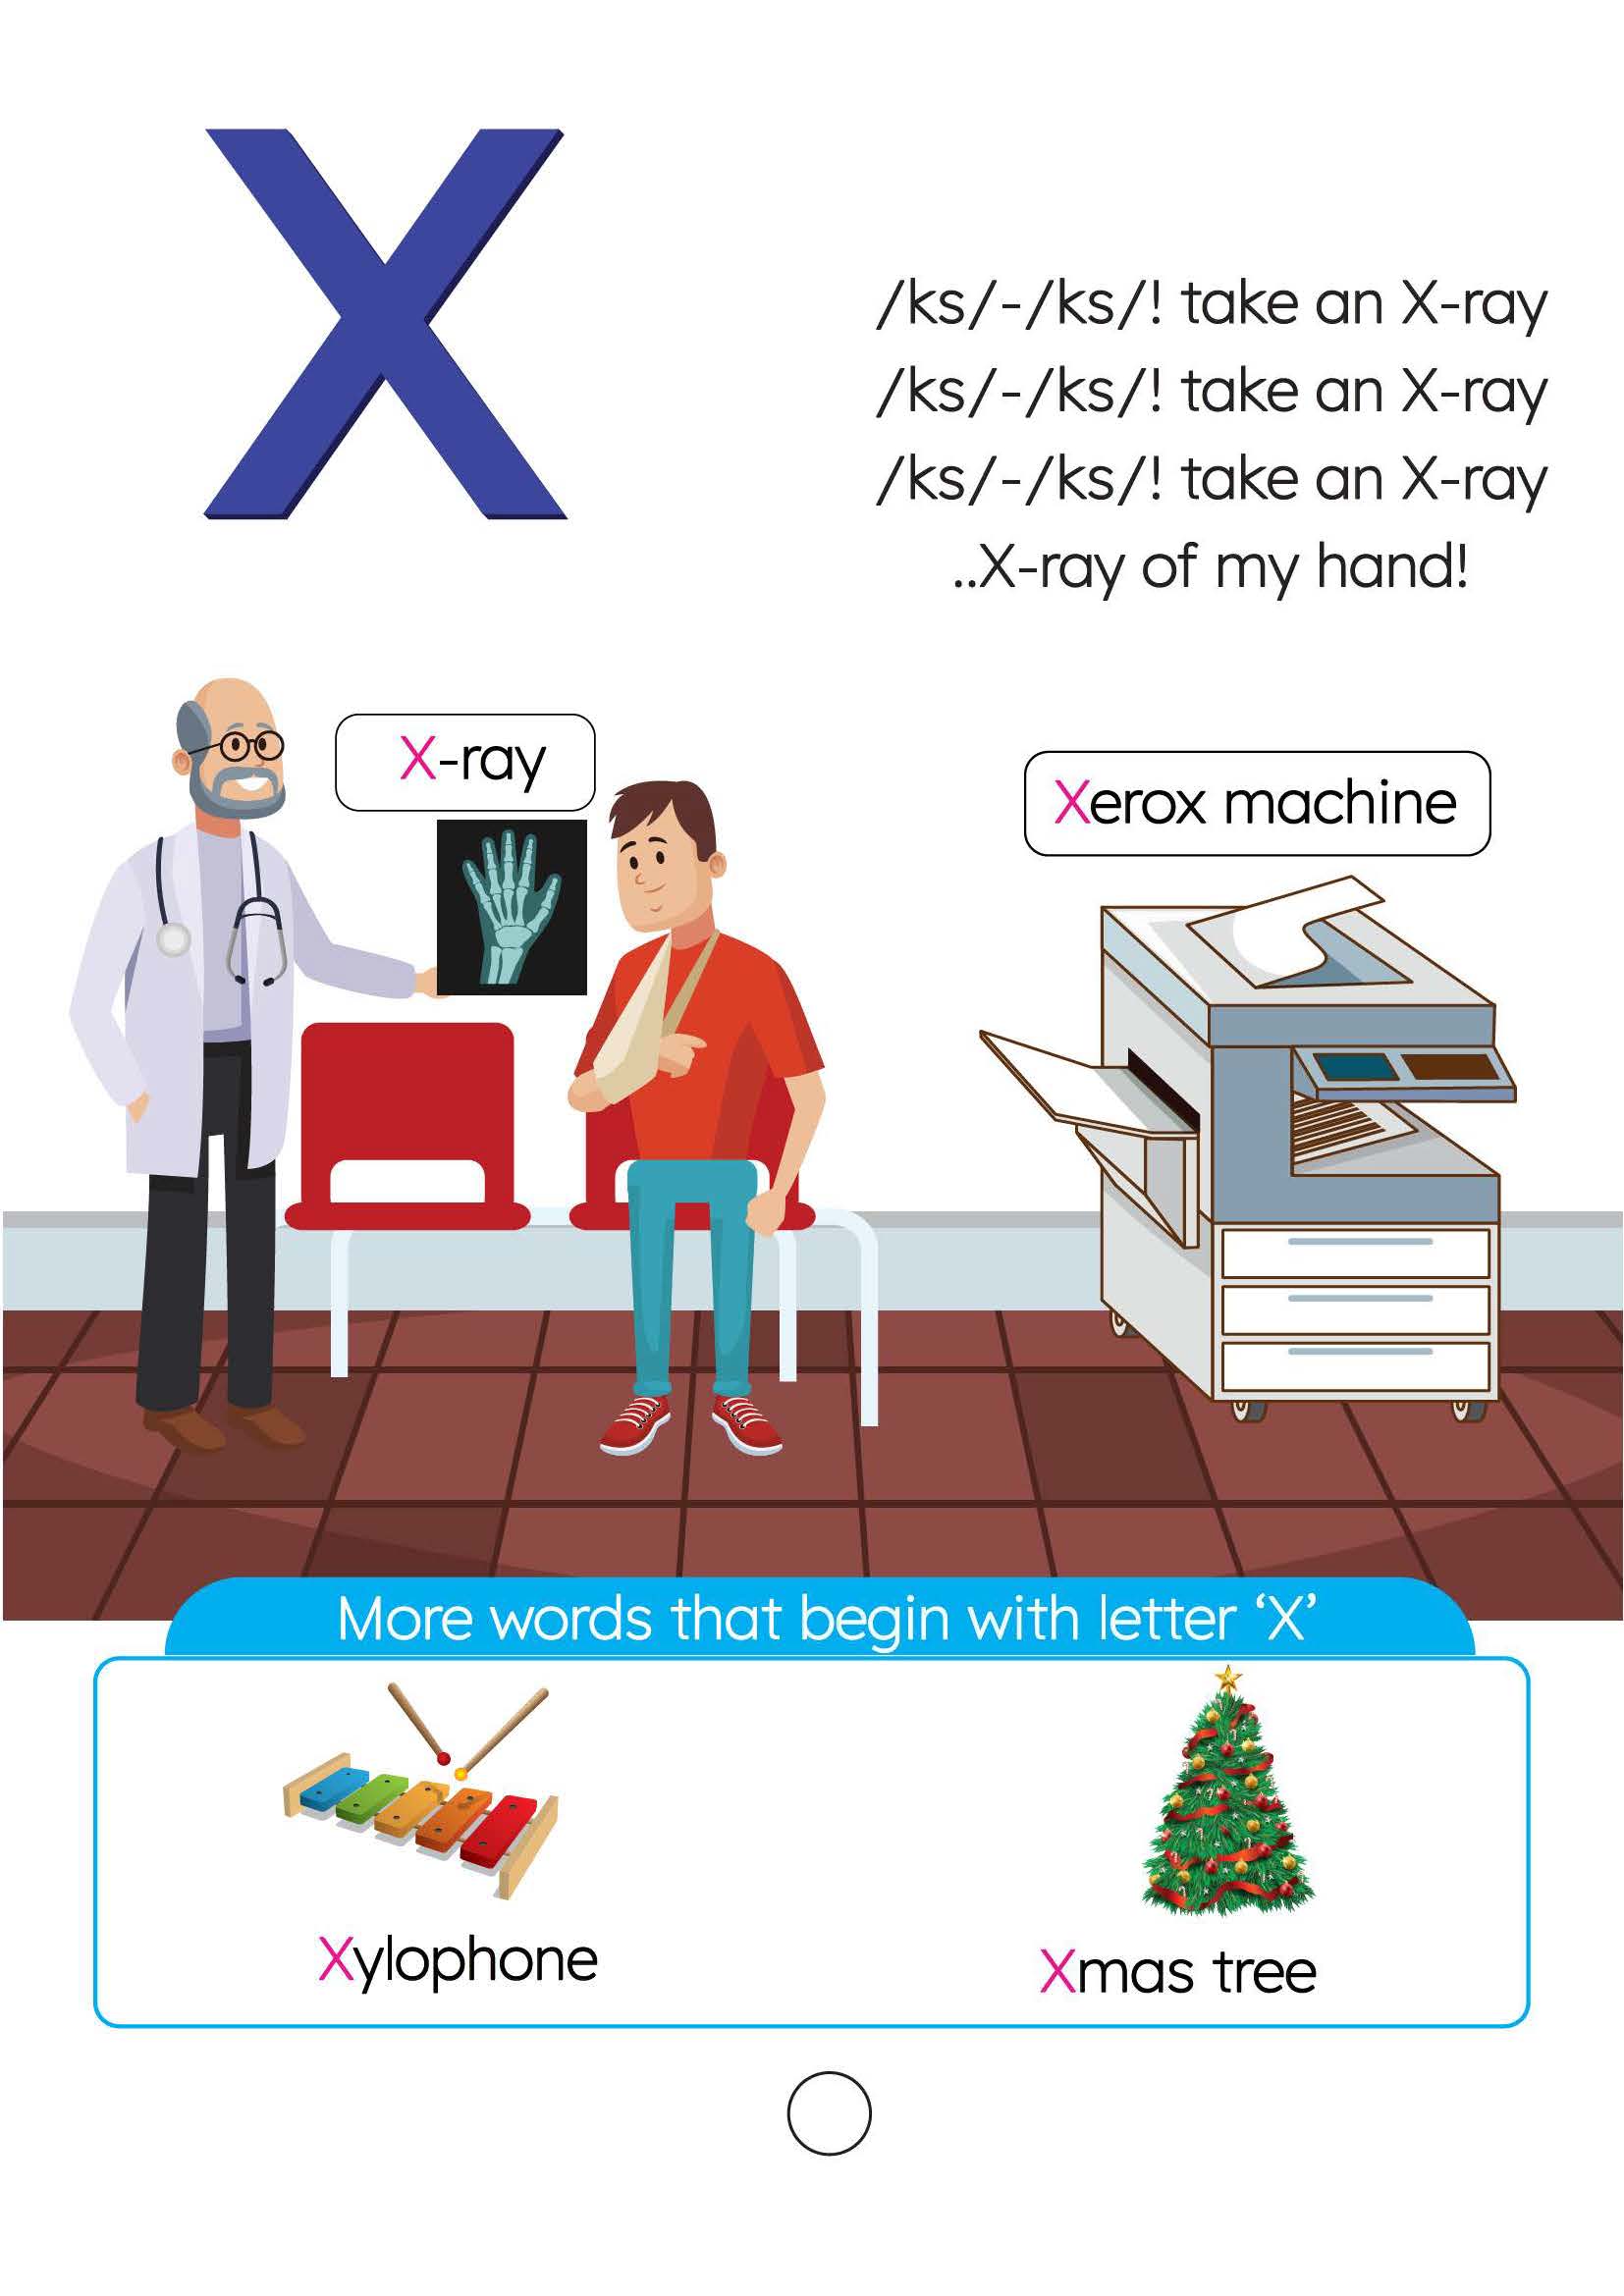 X
/ks/-/ks/! take an X-ray
/ks/-/ks/! take an X-ray
/ks/-/ks/! take an X-ray
..X-ray of my hand!
X-ray
Xerox machine
More words that begin with letter ‘X’
Xylophone
Xmas tree